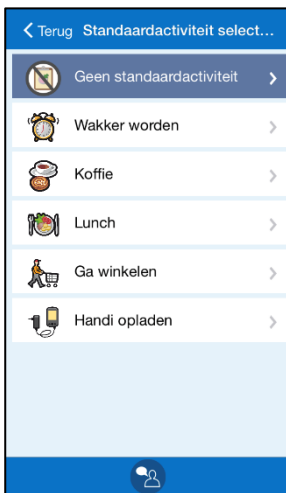 Terug Standaardactiviteit select...
Geen standaardactiviteit
Wakker worden
Koffie
Lunch
Ga winkelen
Handi opladen